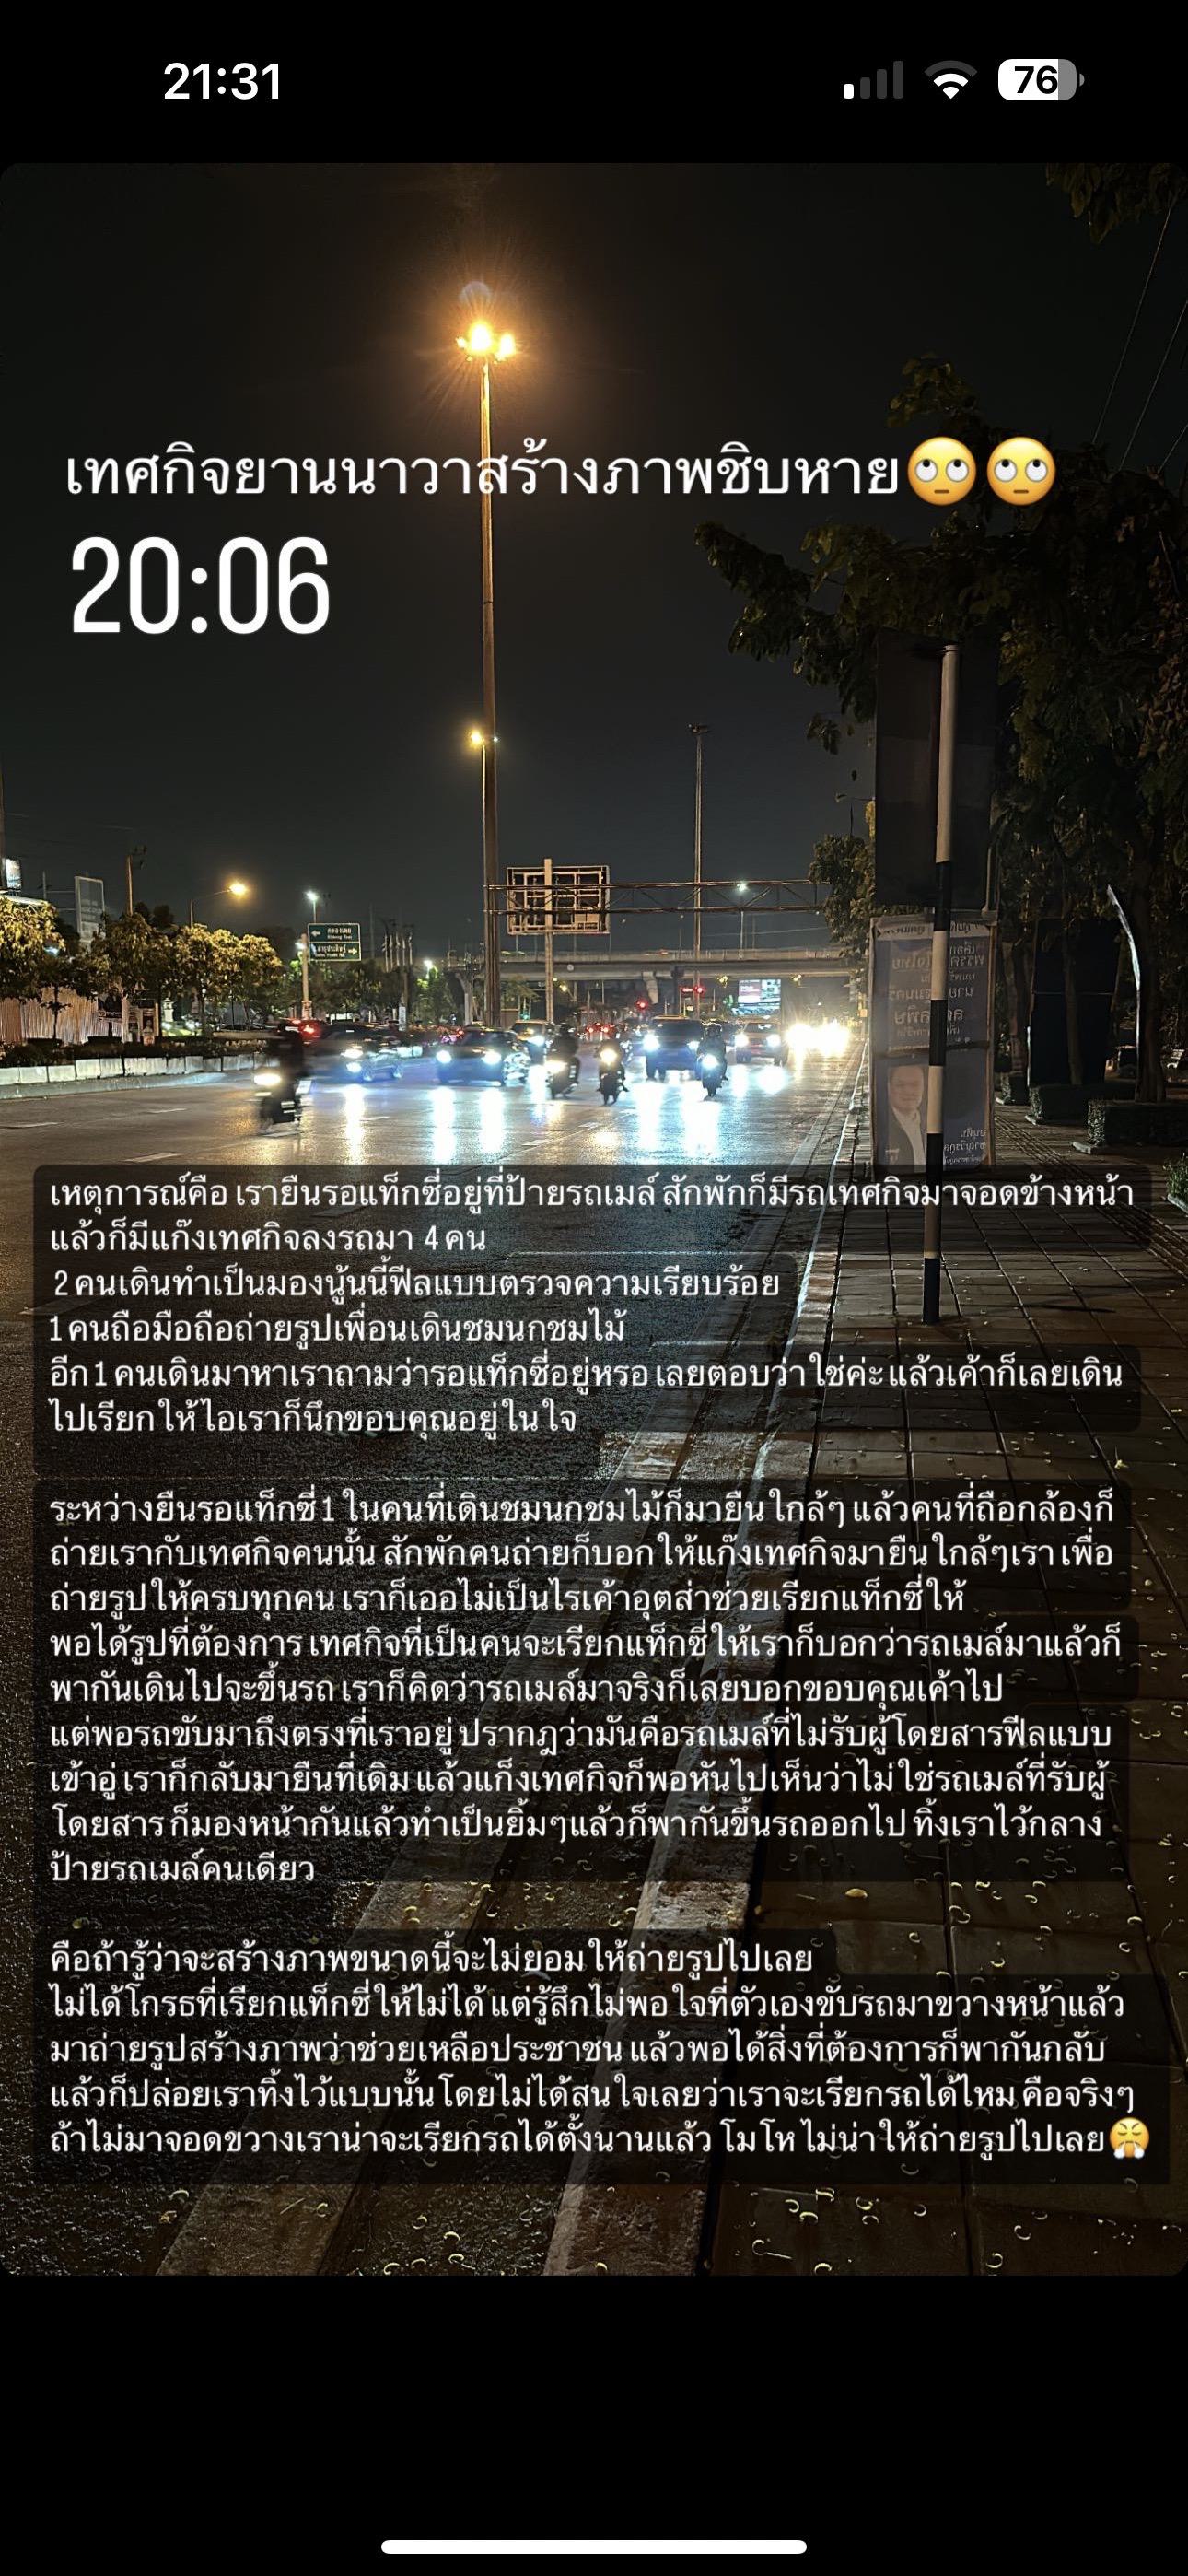 21:31
76
เทศกิจยานนาวาสร้างภาพชิบหาย🙄🙄
20:06
เหตุการณ์คือ เรายืนรอแท็กซี่อยู่ที่ป้ายรถเมล์ สักพักก็มีรถเทศกิจมาจอดข้างหน้า
แล้วก็มีแก๊งเทศกิจลงรถมา 4 คน
2 คนเดินทำเป็นมองนู้นนี้ฟีลแบบตรวจความเรียบร้อย
1 คนถือมือถือถ่ายรูปเพื่อนเดินชมนกชมไม้
อีก 1 คนเดินมาหาเราถามว่ารอแท็กซี่อยู่หรอ เลยตอบว่า ใช่ค่ะ แล้วเค้าก็เลยเดิน
ไปเรียกให้ ไอเราก็นึกขอบคุณอยู่ในใจ
ระหว่างยืนรอแท็กซี่ 1 ในคนที่เดินชมนกชมไม้ก็มายืนใกล้ๆ แล้วคนที่ถือกล้องก็
ถ่ายเรากับเทศกิจคนนั้น สักพักคนถ่ายก็บอกให้แก๊งเทศกิจมายืนใกล้ๆเรา เพื่อ
ถ่ายรูปให้ครบทุกคน เราก็เออไม่เป็นไรเค้าอุตส่าช่วยเรียกแท็กซี่ให้
พอได้รูปที่ต้องการ เทศกิจที่เป็นคนจะเรียกแท็กซี่ให้เราก็บอกว่ารถเมล์มาแล้วก็
พากันเดินไปจะขึ้นรถ เราก็คิดว่ารถเมล์มาจริงก็เลยบอกขอบคุณเค้าไป
แต่พอรถขับมาถึงตรงที่เราอยู่ ปรากฎว่ามันคือรถเมล์ที่ไม่รับผู้โดยสารฟีลแบบ
เข้าอู่ เราก็กลับมายืนที่เดิม แล้วแก็งเทศกิจก็พอหันไปเห็นว่าไม่ใช่รถเมล์ที่รับผู้
โดยสาร ก็มองหน้ากันแล้วทำเป็นยิ้มๆแล้วก็พากันขึ้นรถออกไป ทิ้งเราไว้กลาง
ป้ายรถเมล์คนเดียว
คือถ้ารู้ว่าจะสร้างภาพขนาดนี้จะไม่ยอมให้ถ่ายรูปไปเลย
ไม่ได้โกรธที่เรียกแท็กซี่ให้ไม่ได้ แต่รู้สึกไม่พอใจที่ตัวเองขับรถมาขวางหน้าแล้ว
มาถ่ายรูปสร้างภาพว่าช่วยเหลือประชาชน แล้วพอได้สิ่งที่ต้องการก็พากันกลับ
แล้วก็ปล่อยเราทิ้งไว้แบบนั้น โดยไม่ได้สนใจเลยว่าเราจะเรียกรถได้ไหม คือจริงๆ
ถ้าไม่มาจอดขวางเราน่าจะเรียกรถได้ตั้งนานแล้ว โมโห ไม่น่าให้ถ่ายรูปไปเลย😤